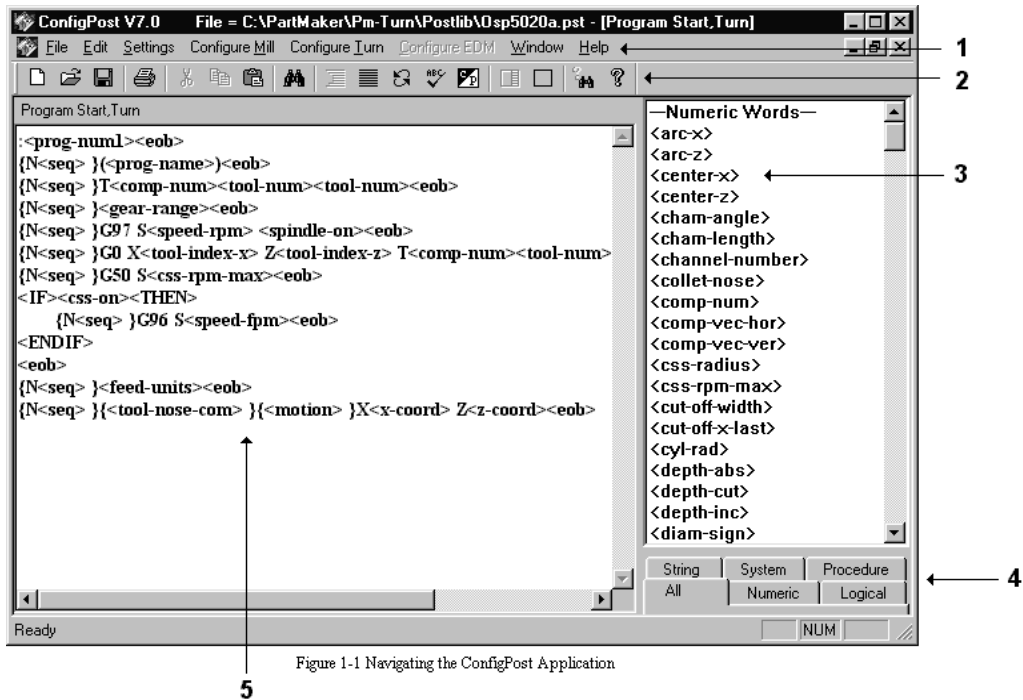 ConfigPost V7.0 File = C:\PartMaker\Pm-Turn\Postlib\Osp5020a.pst - [Program Start,Turn]
File Edit Settings Configure Mill Configure Turn Configure EDM Window Help
1
ABC
P
?
2
Program Start,Turn
:<prog-num1><eob>
{N<seq> }(<prog-name>)<eob>
{N<seq> }T<comp-num><tool-num><tool-num><eob>
{N<seq> }<gear-range><eob>
{N<seq> }G97 S<speed-rpm> <spindle-on><eob>
{N<seq> }G0 X<tool-index-x> Z<tool-index-z> T<comp-num><tool-num>
{N<seq> }G50 S<css-rpm-max><eob>
<IF><css-on><THEN>
{N<seq> }G96 S<speed-fpm><eob>
<ENDIF>
<eob>
{N<seq> }<feed-units><eob>
{N<seq> }{<tool-nose-com> }{<motion> }X<x-coord> Z<z-coord><eob>
—Numeric Words—
<arc-x>
<arc-z>
<center-x>
<center-z>
<cham-angle>
<cham-length>
<channel-number>
<collet-nose>
<comp-num>
<comp-vec-hor>
<comp-vec-ver>
<css-radius>
<css-rpm-max>
<cut-off-width>
<cut-off-x-last>
<cyl-rad>
<depth-abs>
<depth-cut>
<depth-inc>
<diam-sign>
3
String System Procedure
All Numeric Logical
4
Ready
NUM
Figure 1-1 Navigating the ConfigPost Application
5